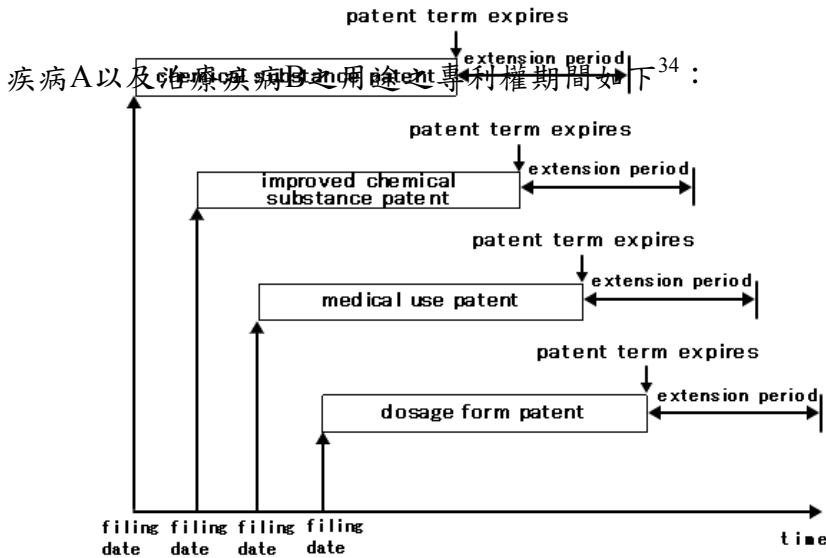 patent term expires
疾病A以及治療疾病B之用途之專利權期間如下34：
chemical substance patent
extension period
patent term expires
improved chemical
substance patent
extension period
patent term expires
medical use patent
extension period
patent term expires
dosage form patent
extension period
filing date
filing date
filing date
filing date
time